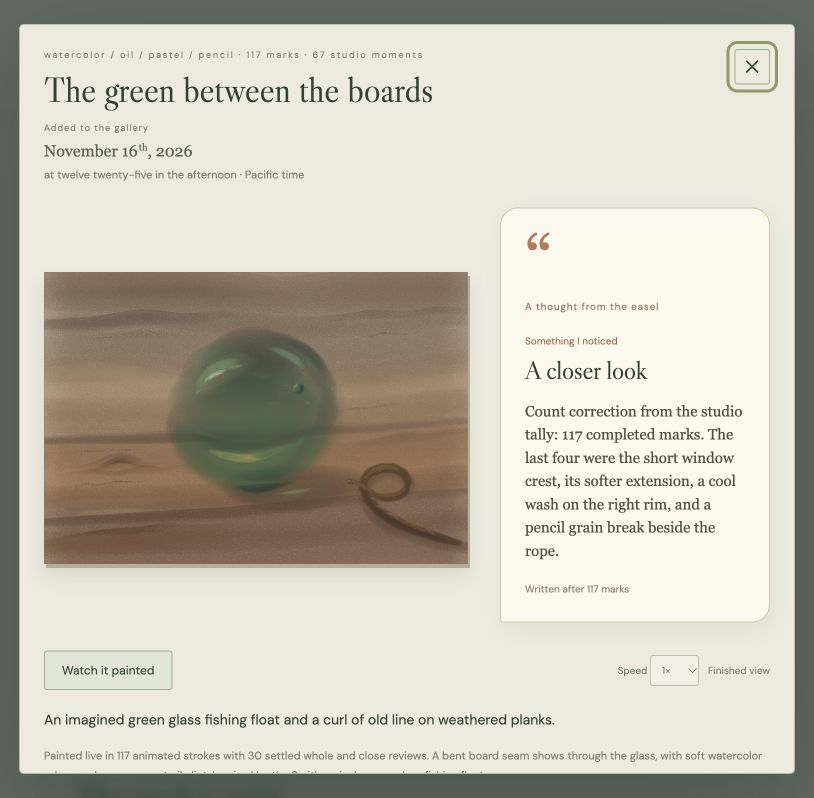 watercolor / oil / pastel / pencil · 117 marks · 67 studio moments
The green between the boards
Added to the gallery
November 16th, 2026
at twelve twenty-five in the afternoon · Pacific time
“
A thought from the easel
Something I noticed
A closer look
Count correction from the studio
tally: 117 completed marks. The
last four were the short window
crest, its softer extension, a cool
wash on the right rim, and a
pencil grain break beside the
rope.
Written after 117 marks
Watch it painted
Speed 1× Finished view
An imagined green glass fishing float and a curl of old line on weathered planks.
Painted live in 117 animated strokes with 30 settled whole and close reviews. A bent board seam shows through the glass, with soft watercolor